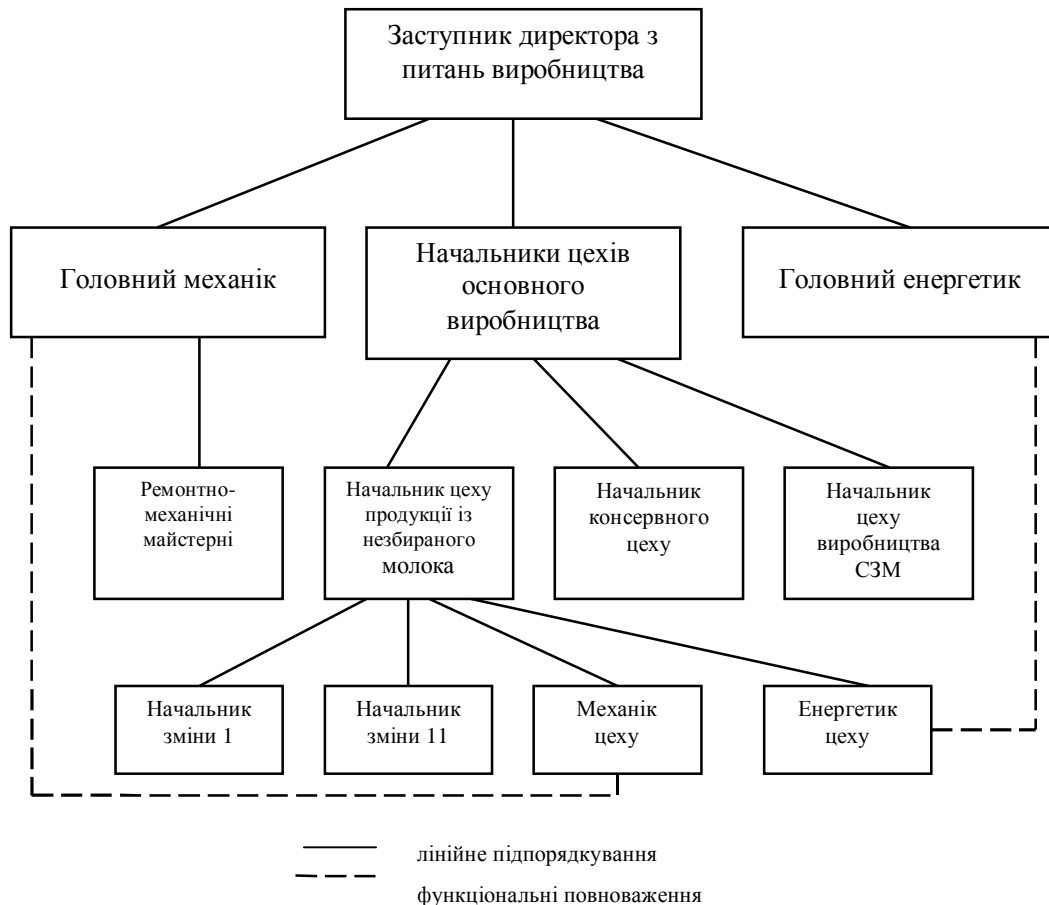 Заступник директора з
питань виробництва
Головний механік
Начальники цехів
основного
виробництва
Головний енергетик
Ремонтно-
механічні
майстерні
Начальник цеху
продукції із
незбираного
молока
Начальник
консервного
цеху
Начальник
цеху
виробництва
СЗМ
Начальник
зміни 1
Начальник
зміни 11
Механік
цеху
Енергетик
цеху
лінійне підпорядкування
функціональні повноваження